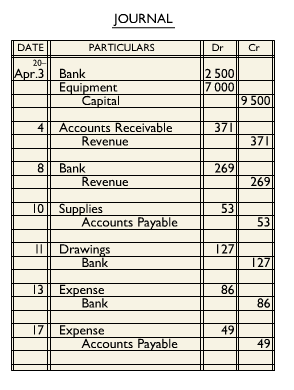 JOURNAL
DATE PARTICULARS Dr Cr
20–
Apr.3 Bank 2 500
Equipment 7 000
Capital 9 500
4 Accounts Receivable 371
Revenue 371
8 Bank 269
Revenue 269
10 Supplies 53
Accounts Payable 53
11 Drawings 127
Bank 127
13 Expense 86
Bank 86
17 Expense 49
Accounts Payable 49